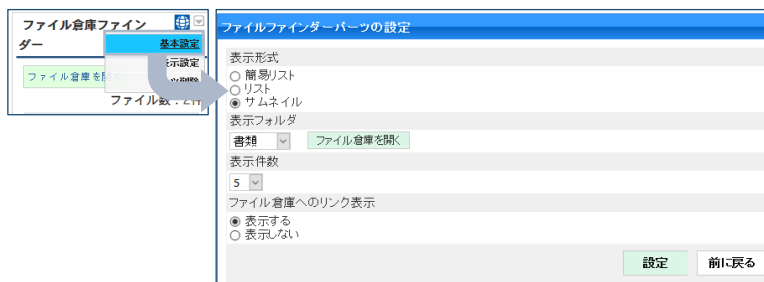 ファイル倉庫ファイン
ダー
基本設定
表示設定
ファイル倉庫を
ファイル数：2件
ファイルファインダーパーツの設定
表示形式
簡易リスト
リスト
サムネイル
表示フォルダ
書類 ファイル倉庫を開く
表示件数
5
ファイル倉庫へのリンク表示
表示する
表示しない
設定 前に戻る